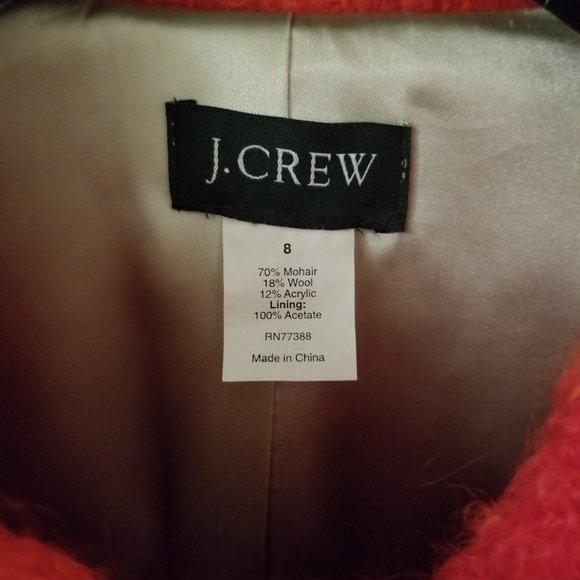 J.CREW
8
70% Mohair
18% Wool
12% Acrylic
Lining:
100% Acetate
RN77388
Made in China